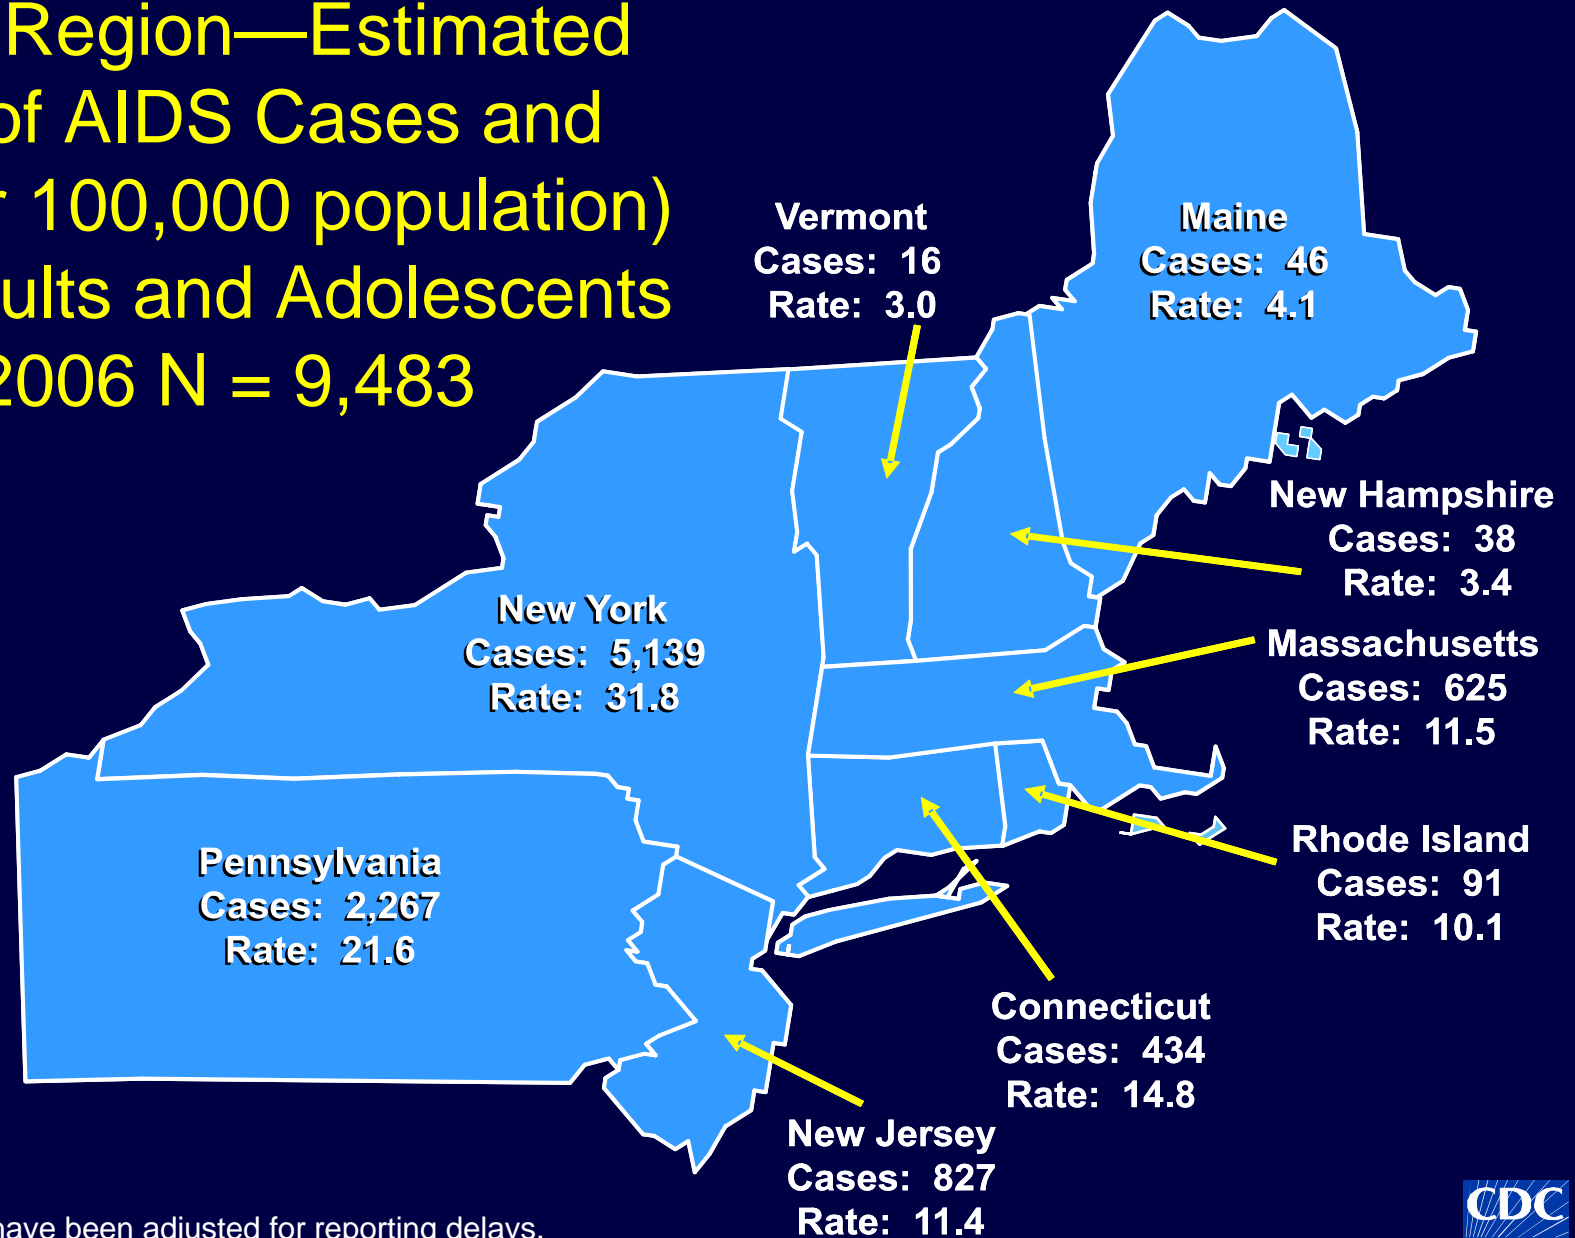 Region—Estimated
of AIDS Cases and
100,000 population)
and Adolescents
2006 N = 9,483
Vermont
Cases: 16
Rate: 3.0
Maine
Cases: 46
Rate: 4.1
New Hampshire
Cases: 38
Rate: 3.4
New York
Cases: 5,139
Rate: 31.8
Massachusetts
Cases: 625
Rate: 11.5
Pennsylvania
Cases: 2,267
Rate: 21.6
Rhode Island
Cases: 91
Rate: 10.1
Connecticut
Cases: 434
Rate: 14.8
New Jersey
Cases: 827
Rate: 11.4
have been adjusted for reporting delays.
CDC